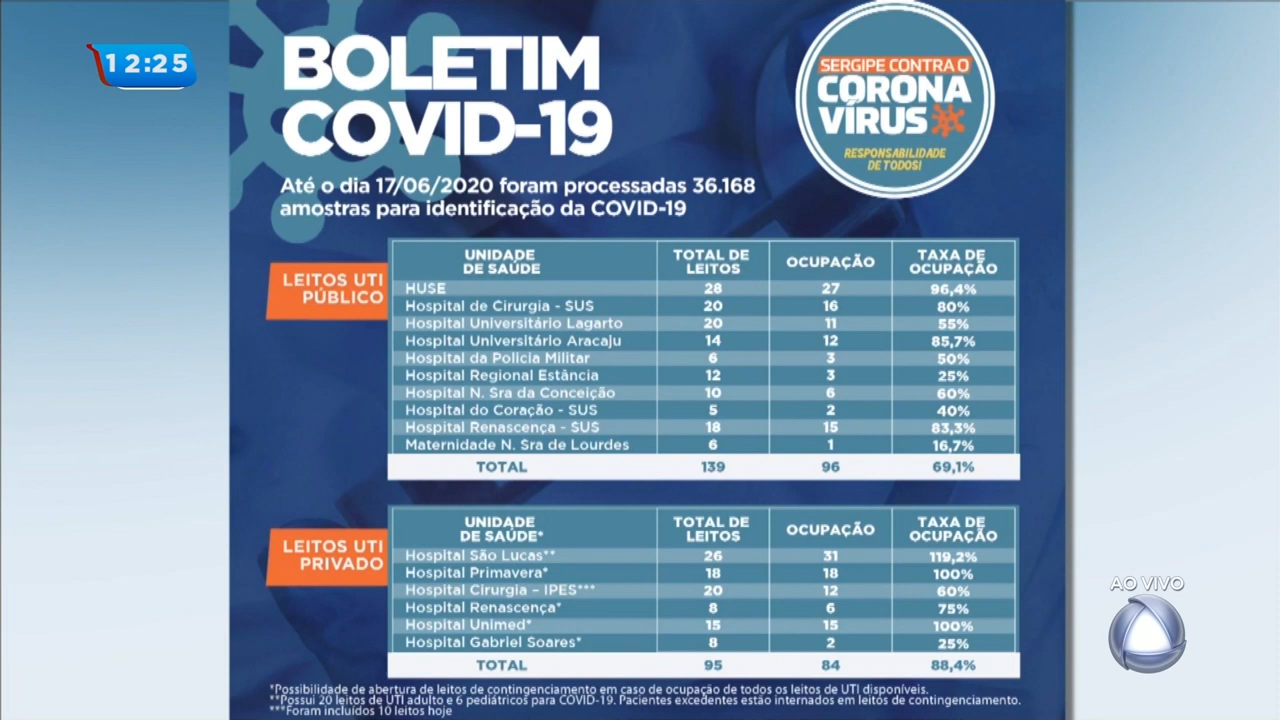 12:25
BOLETIM
COVID-19
SERGIPE CONTRA O
CORONA
VÍRUS
RESPONSABILIDADE
DE TODOS!
Até o dia 17/06/2020 foram processadas 36.168
amostras para identificação da COVID-19
LEITOS UTI
PÚBLICO
UNIDADE DE SAÚDE TOTAL DE LEITOS OCUPAÇÃO TAXA DE OCUPAÇÃO
HUSE 28 27 96,4%
Hospital de Cirurgia - SUS 20 16 80%
Hospital Universitário Lagarto 20 11 55%
Hospital Universitário Aracaju 14 12 85,7%
Hospital da Policia Militar 6 3 50%
Hospital Regional Estância 12 3 25%
Hospital N. Sra da Conceição 10 6 60%
Hospital do Coração - SUS 5 2 40%
Hospital Renascença - SUS 18 15 83,3%
Maternidade N. Sra de Lourdes 6 1 16,7%
TOTAL 139 96 69,1%
LEITOS UTI
PRIVADO
UNIDADE DE SAÚDE* TOTAL DE LEITOS OCUPAÇÃO TAXA DE OCUPAÇÃO
Hospital São Lucas** 26 31 119,2%
Hospital Primavera* 18 18 100%
Hospital Cirurgia – IPES*** 20 12 60%
Hospital Renascença* 8 6 75%
Hospital Unimed* 15 15 100%
Hospital Gabriel Soares* 8 2 25%
TOTAL 95 84 88,4%
*Possibilidade de abertura de leitos de contingenciamento em caso de ocupação de todos os leites de UTI disponíveis.
**Possui 20 leitos de UTI adulto e 6 pediátricos para COVID-19. Pacientes excedentes estão internados em leitos de contingenciamento.
***Foram incluídos 10 leitos hoje
AO VIVO